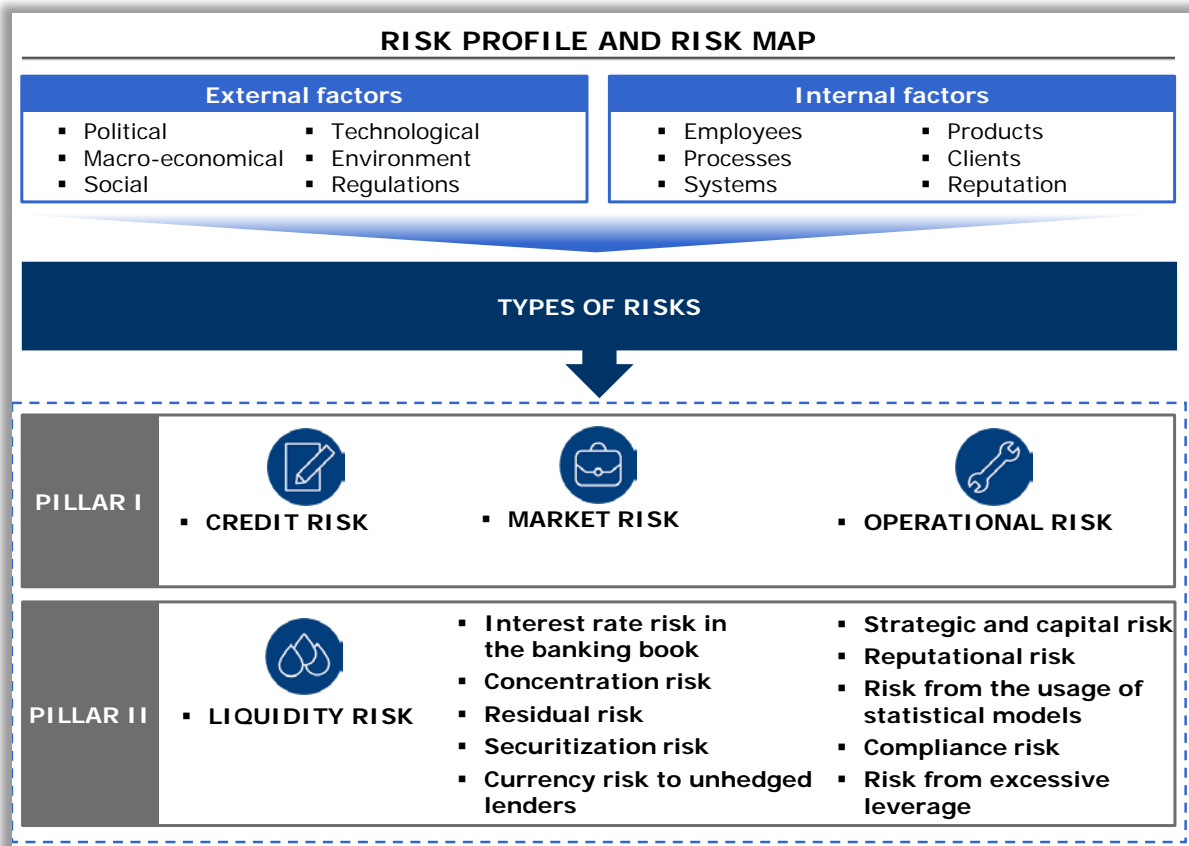 RISK PROFILE AND RISK MAP
External factors
▪ Political
▪ Macro-economical
▪ Social
▪ Technological
▪ Environment
▪ Regulations
Internal factors
▪ Employees
▪ Processes
▪ Systems
▪ Products
▪ Clients
▪ Reputation
TYPES OF RISKS
PILLAR I
▪ CREDIT RISK
▪ MARKET RISK
▪ OPERATIONAL RISK
PILLAR II
▪ LIQUIDITY RISK
▪ Interest rate risk in
the banking book
▪ Concentration risk
▪ Residual risk
▪ Securitization risk
▪ Currency risk to unhedged
lenders
▪ Strategic and capital risk
▪ Reputational risk
▪ Risk from the usage of
statistical models
▪ Compliance risk
▪ Risk from excessive
leverage